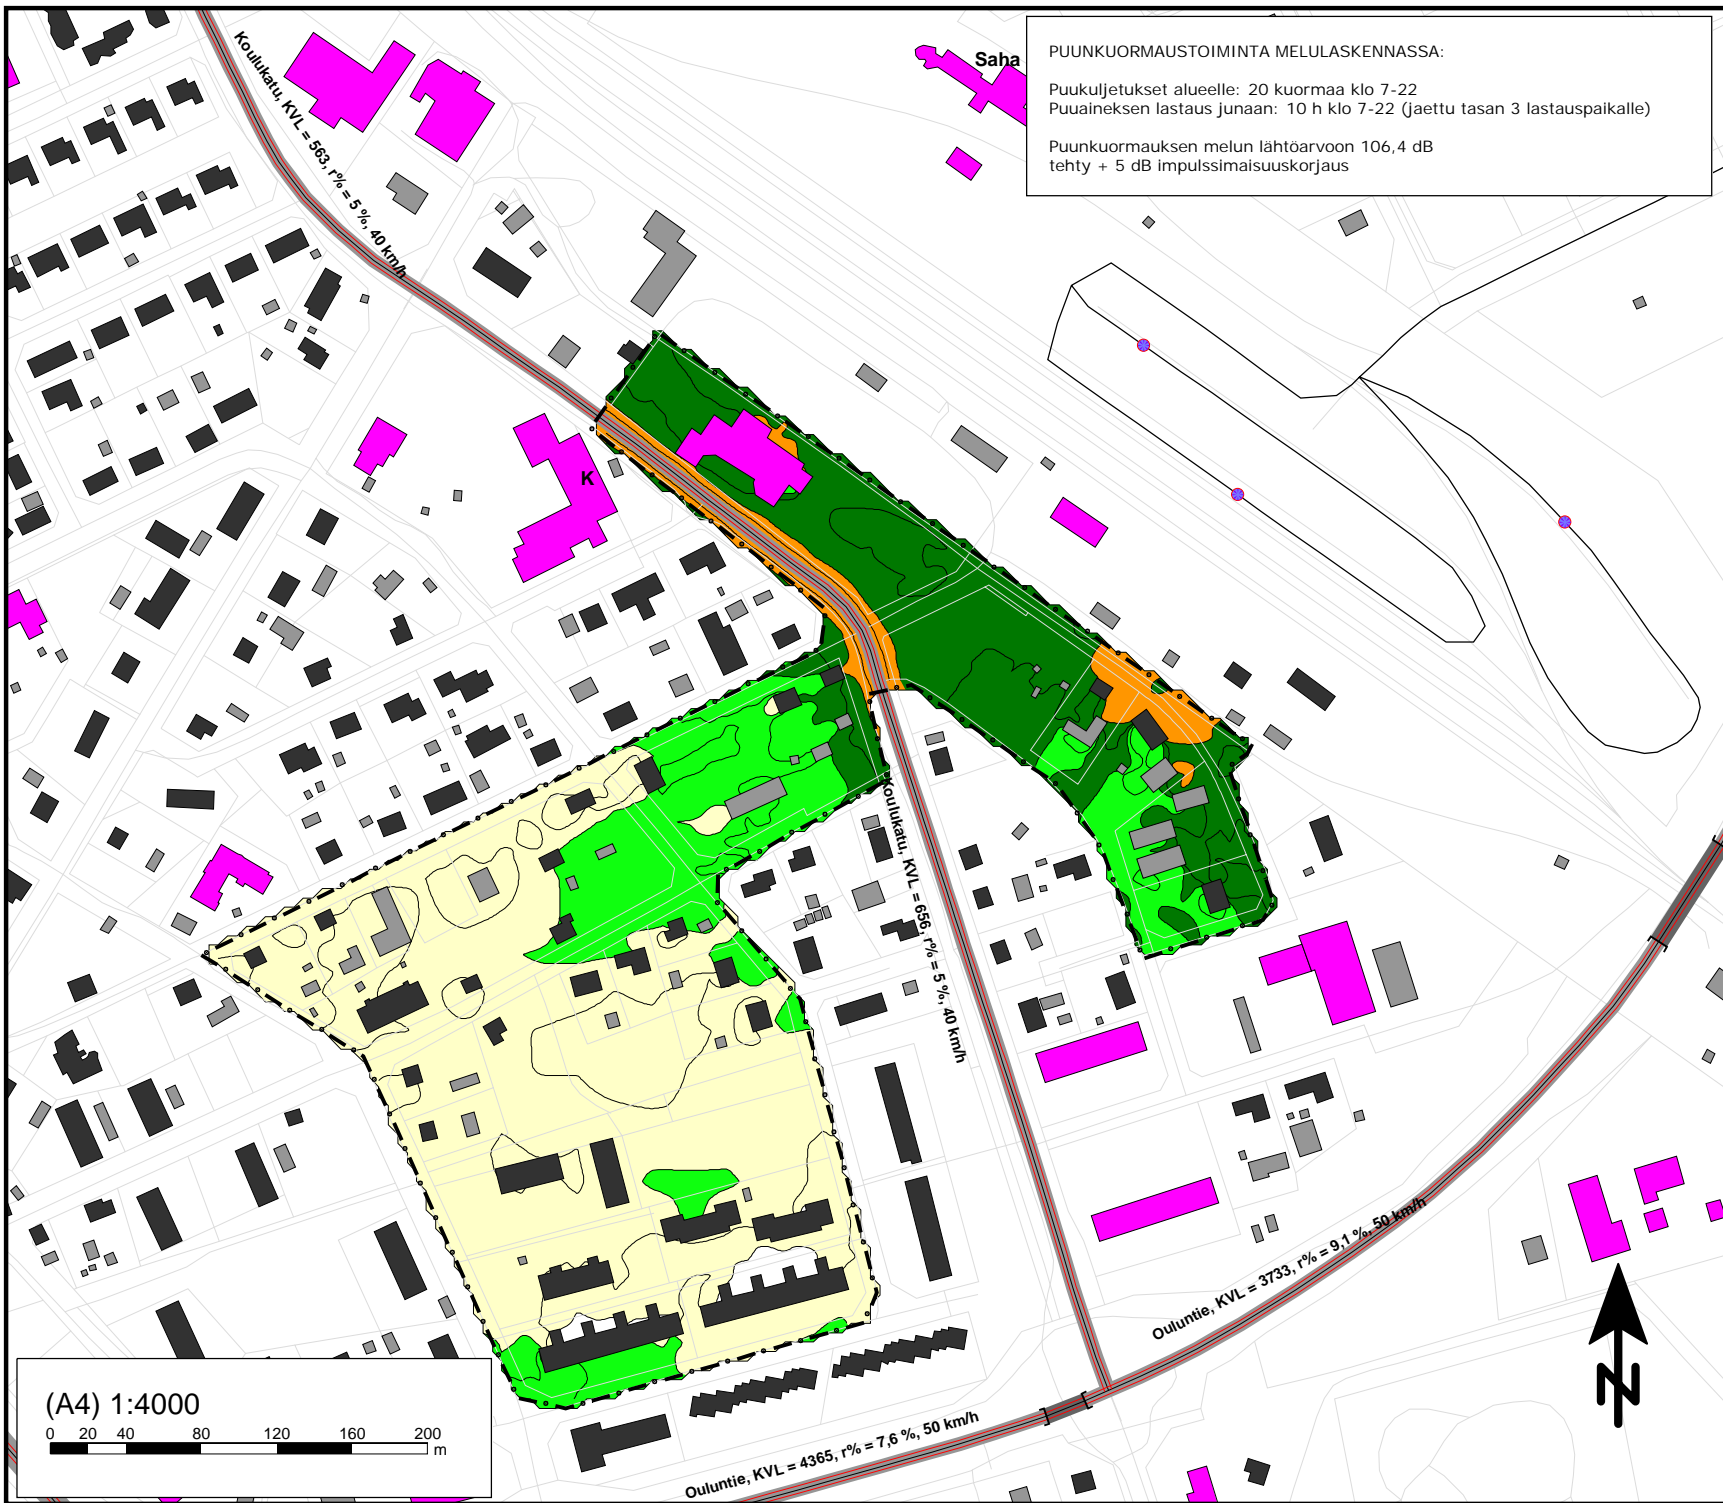 Saha
PUUNKUORMAUSTOIMINTA MELULASKENNASSA:
Puukuljetukset alueelle: 20 kuormaa klo 7-22
Puuaineksen lastaus junaan: 10 h klo 7-22 (jaettu tasan 3 lastauspaikalle)
Puunkuormauksen melun lähtöarvoon 106,4 dB
tehty + 5 dB impulssimaisuuskorjaus
Koulukatu, KVL = 563, r% = 5 %, 40 km/h
K
Koulukatu, KVL = 656, r% = 5 %, 40 km/h
Ouluntie, KVL = 3733, r% = 9,1 %, 50 km/h
Ouluntie, KVL = 4365, r% = 7,6 %, 50 km/h
(A4) 1:4000
0 20 40 80 120 160 200
m
N